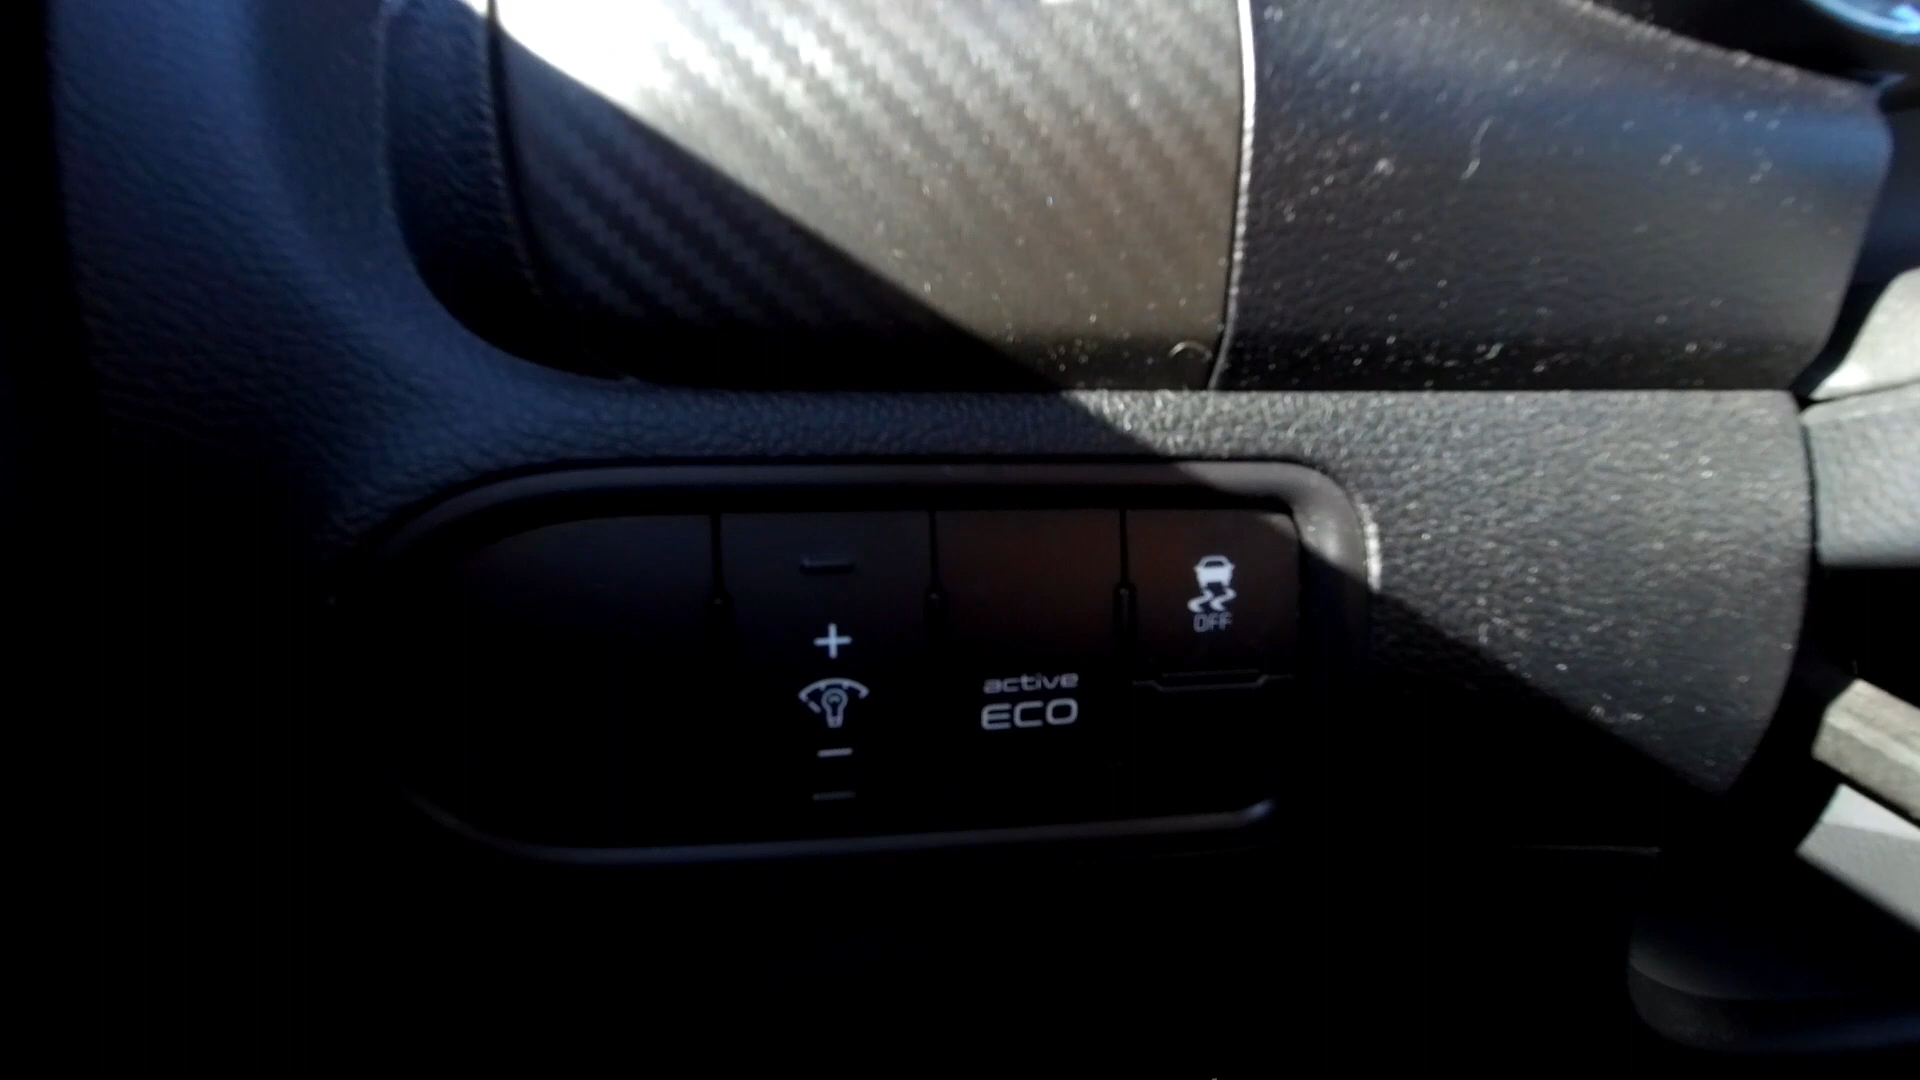 OFF
+
active
ECO
−